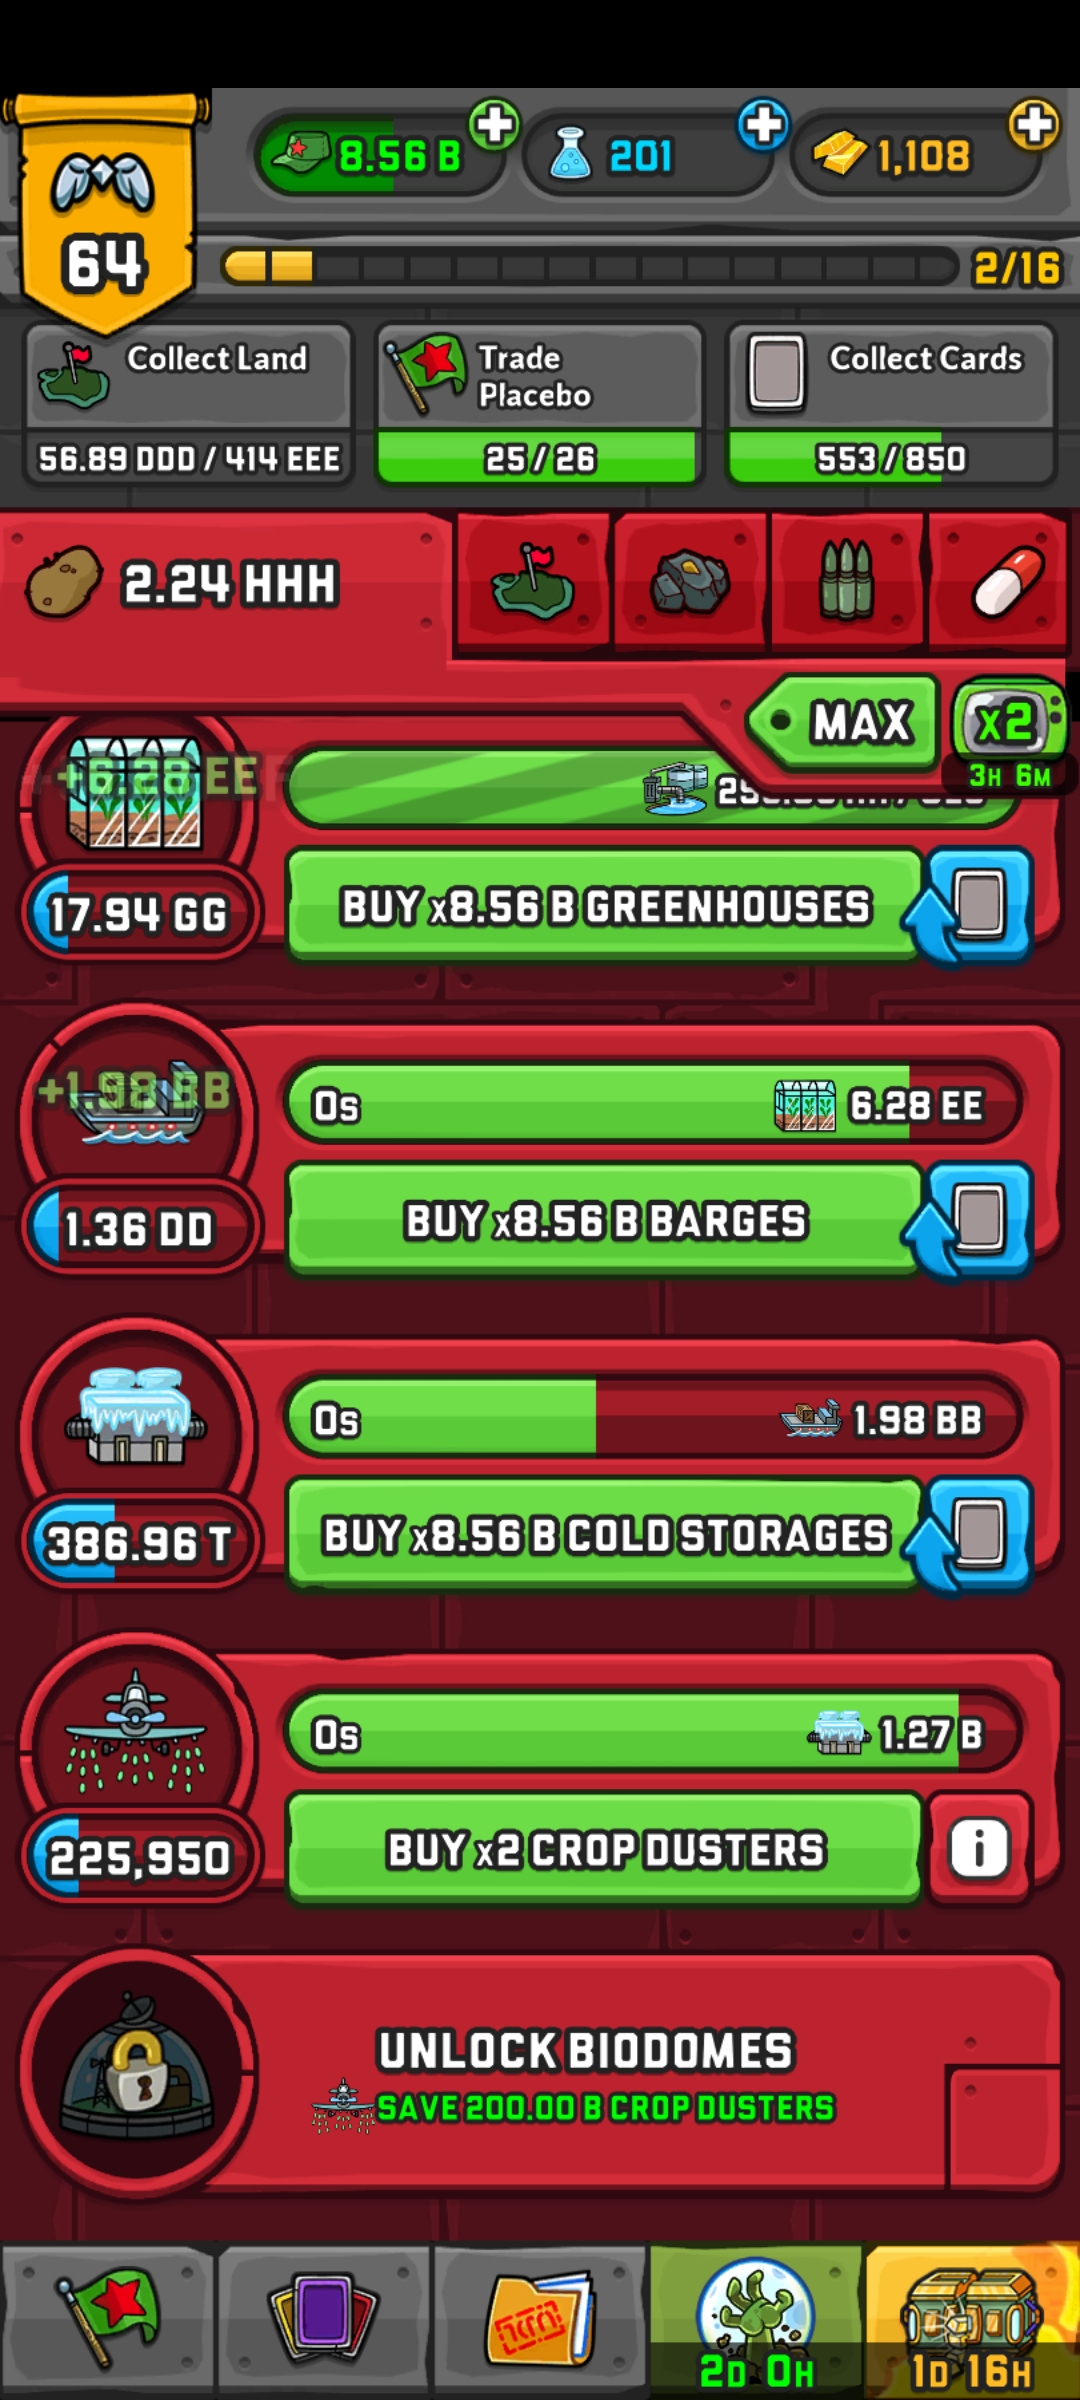 8.56 B
201
1,108
64
2/16
Collect Land
56.89 DDD / 414 EEE
Trade
Placebo
25 / 26
Collect Cards
553 / 850
2.24 HHH
MAX
x2
3H 6M
+6.28 EE
17.94 GG
BUY x8.56 B GREENHOUSES
+1.98 BB
0s
6.28 EE
1.36 DD
BUY x8.56 B BARGES
0s
1.98 BB
386.96 T
BUY x8.56 B COLD STORAGES
0s
1.27 B
225,950
BUY x2 CROP DUSTERS
i
UNLOCK BIODOMES
SAVE 200.00 B CROP DUSTERS
2D 0H
1D 16H